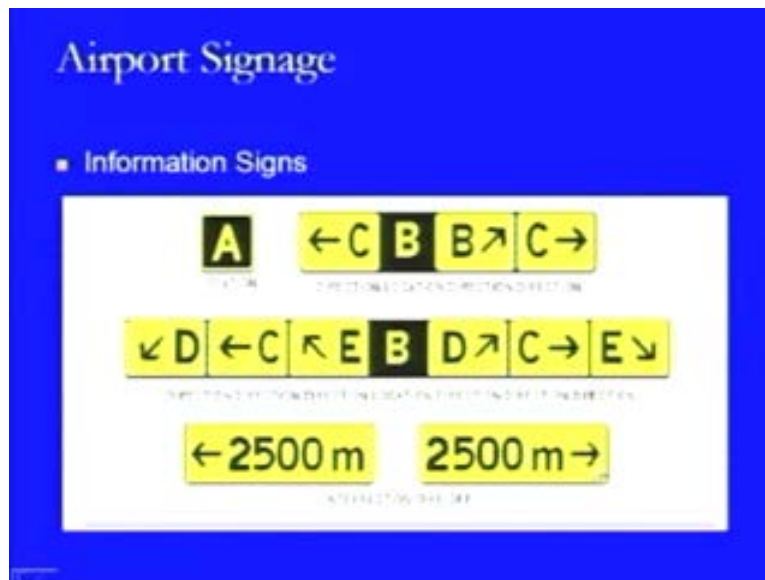 Airport Signage
Information Signs
A ←C B B↗ C→
↙D ←C ↖E B D↗ C→ E↘
←2500 m 2500 m→